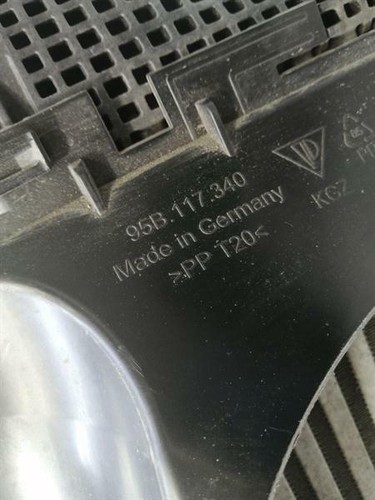 95B.117.340
Made in Germany
>PP T20<
KGZ